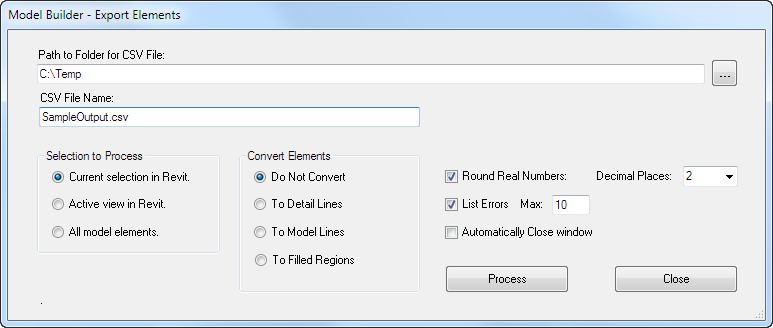 Model Builder - Export Elements
Path to Folder for CSV File:
C:\Temp
...
CSV File Name:
SampleOutput.csv
Selection to Process
Current selection in Revit.
Active view in Revit.
All model elements.
Convert Elements
Do Not Convert
To Detail Lines
To Model Lines
To Filled Regions
Round Real Numbers: Decimal Places: 2
List Errors Max: 10
Automatically Close window
Process Close
.